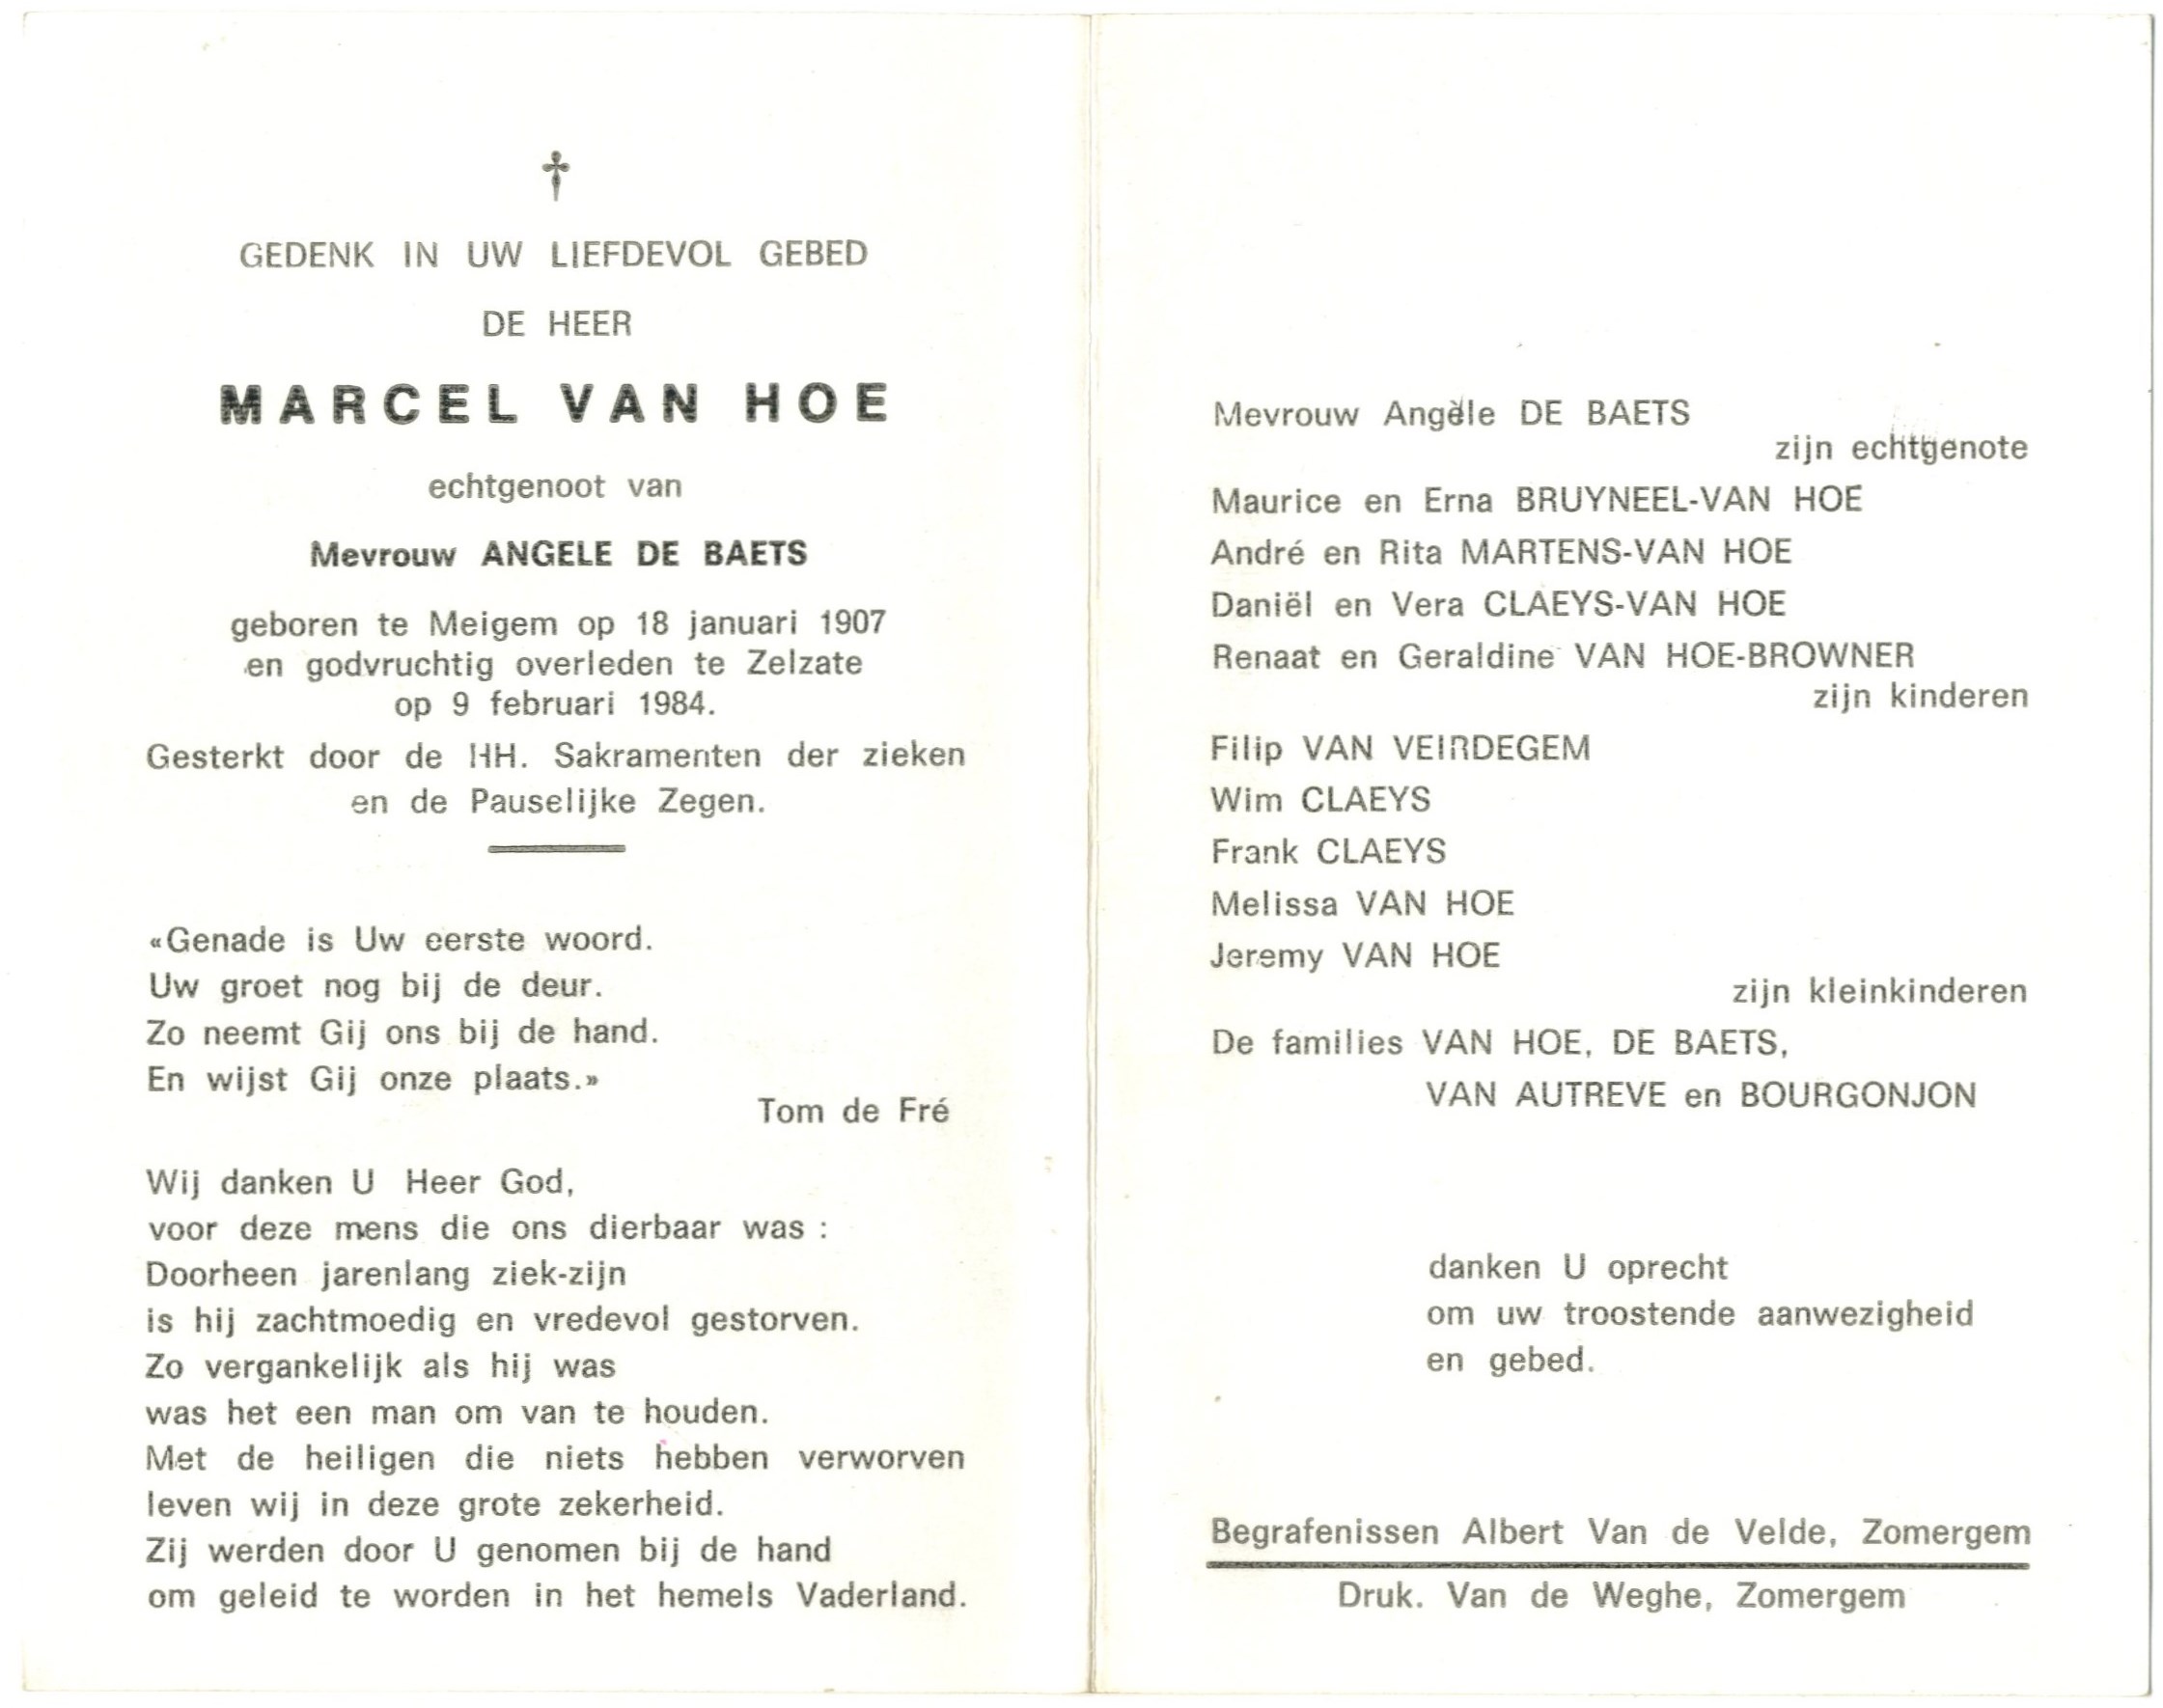 GEDENK IN UW LIEFDEVOL GEBED
DE HEER
MARCEL VAN HOE
echtgenoot van
Mevrouw ANGELE DE BAETS
geboren te Meigem op 18 januari 1907
en godvruchtig overleden te Zelzate
op 9 februari 1984.
Gesterkt door de HH. Sakramenten der zieken
en de Pauselijke Zegen.
«Genade is Uw eerste woord.
Uw groet nog bij de deur.
Zo neemt Gij ons bij de hand.
En wijst Gij onze plaats.»
Tom de Fré
Wij danken U Heer God,
voor deze mens die ons dierbaar was :
Doorheen jarenlang ziek-zijn
is hij zachtmoedig en vredevol gestorven.
Zo vergankelijk als hij was
was het een man om van te houden.
Met de heiligen die niets hebben verworven
leven wij in deze grote zekerheid.
Zij werden door U genomen bij de hand
om geleid te worden in het hemels Vaderland.
Mevrouw Angèle DE BAETS
zijn echtgenote
Maurice en Erna BRUYNEEL-VAN HOE
André en Rita MARTENS-VAN HOE
Daniël en Vera CLAEYS-VAN HOE
Renaat en Geraldine VAN HOE-BROWNER
zijn kinderen
Filip VAN VEIRDEGEM
Wim CLAEYS
Frank CLAEYS
Melissa VAN HOE
Jeremy VAN HOE
zijn kleinkinderen
De families VAN HOE, DE BAETS,
VAN AUTREVE en BOURGONJON
danken U oprecht
om uw troostende aanwezigheid
en gebed.
Begrafenissen Albert Van de Velde, Zomergem
Druk. Van de Weghe, Zomergem